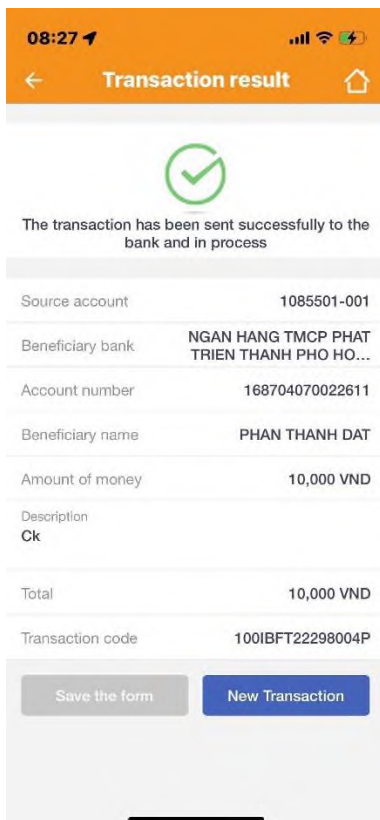 08:27
Transaction result
The transaction has been sent successfully to the
bank and in process
Source account 1085501-001
Beneficiary bank NGAN HANG TMCP PHAT
TRIEN THANH PHO HO...
Account number 168704070022611
Beneficiary name PHAN THANH DAT
Amount of money 10,000 VND
Description
Ck
Total 10,000 VND
Transaction code 100IBFT22298004P
Save the form New Transaction